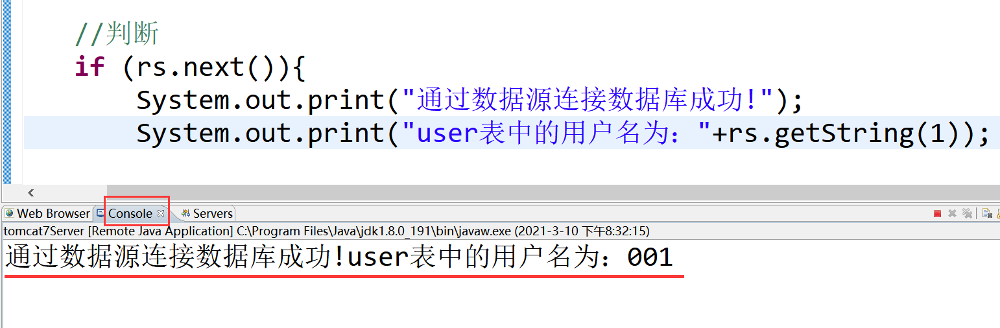 //判断
if (rs.next()){
System.out.print("通过数据源连接数据库成功!");
System.out.print("user表中的用户名为："+rs.getString(1));
Web Browser Console Servers
tomcat7Server [Remote Java Application] C:\Program Files\Java\jdk1.8.0_191\bin\javaw.exe (2021-3-10 下午8:32:15)
通过数据源连接数据库成功!user表中的用户名为：001